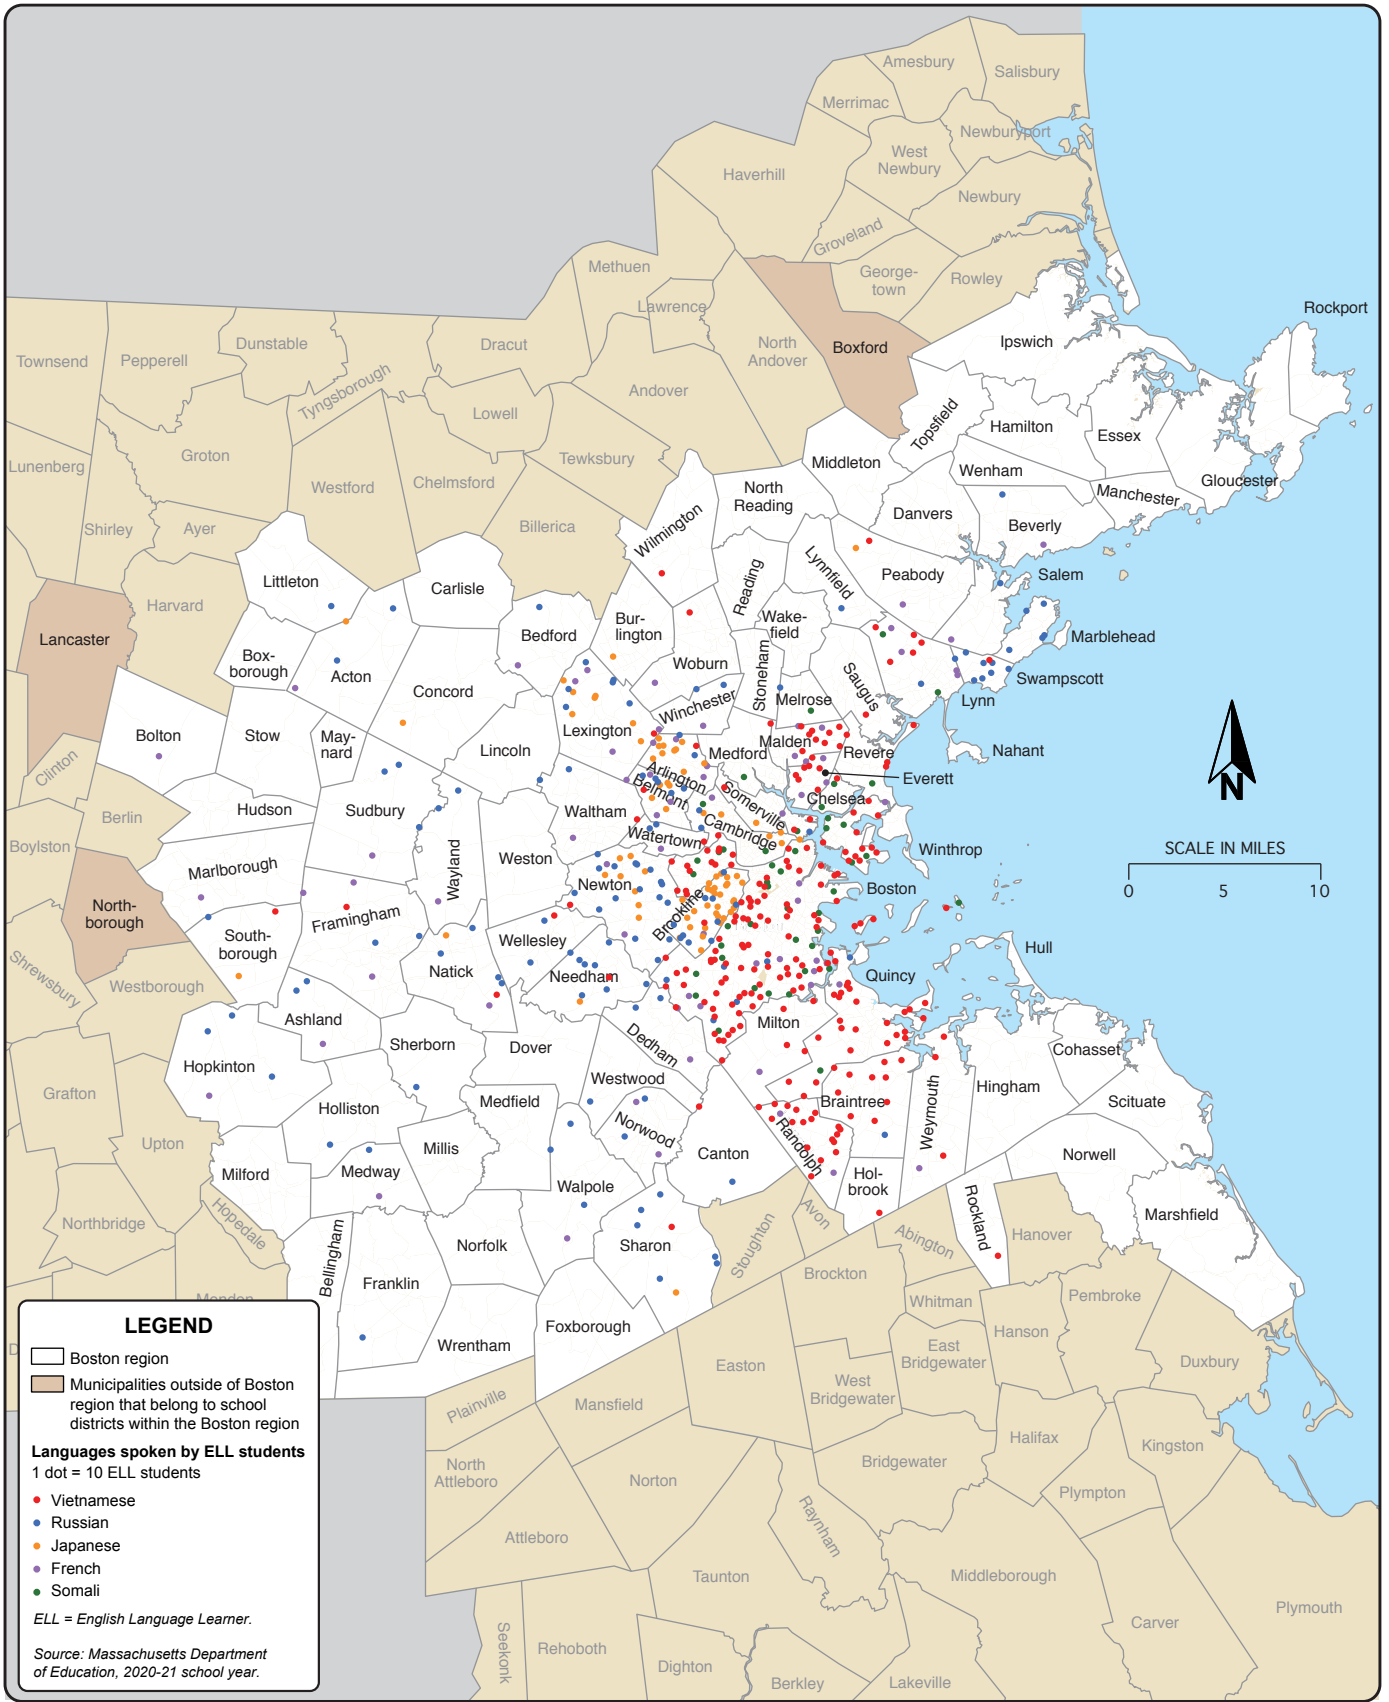 Amesbury
Salisbury
Merrimac
Newburyport
West
Newbury
Haverhill
Newbury
Groveland
Methuen
George-
town
Rowley
Lawrence
Rockport
Ipswich
North
Andover
Boxford
Townsend
Pepperell
Dunstable
Dracut
Tyngsborough
Andover
Lowell
Topsfield
Hamilton
Essex
Lunenberg
Groton
Tewksbury
Middleton
Wenham
Gloucester
Westford
Chelmsford
North
Reading
Manchester
Shirley
Ayer
Billerica
Wilmington
Danvers
Beverly
Littleton
Carlisle
Reading
Lynnfield
Peabody
Salem
Harvard
Lancaster
Bedford
Bur-
lington
Wake-
field
Marblehead
Box-
borough
Acton
Woburn
Stoneham
Saugus
Swampscott
Concord
Winchester
Melrose
Lynn
Bolton
Stow
May-
nard
Lincoln
Lexington
Medford
Malden
Revere
Nahant
Clinton
Arlington
Everett
Belmont
Chelsea
Berlin
Hudson
Sudbury
Waltham
Somerville
Boylston
Watertown
Cambridge
Winthrop
SCALE IN MILES
0
5
10
N
Marlborough
Wayland
Weston
Newton
Boston
North-
borough
Framingham
Brookline
South-
borough
Wellesley
Shrewsbury
Westborough
Natick
Needham
Quincy
Hull
Ashland
Milton
Dedham
Cohasset
Sherborn
Dover
Hopkinton
Westwood
Hingham
Grafton
Holliston
Medfield
Braintree
Weymouth
Scituate
Upton
Millis
Norwood
Canton
Randolph
Norwell
Milford
Medway
Hol-
brook
Walpole
Rockland
Marshfield
Northbridge
Hopedale
Avon
Bellingham
Norfolk
Sharon
Stoughton
Abington
Hanover
Franklin
Brockton
Mendon
Whitman
Pembroke
Wrentham
Foxborough
Hanson
Easton
East
Bridgewater
Duxbury
West
Bridgewater
Plainville
Mansfield
Halifax
Kingston
North
Attleboro
Norton
Bridgewater
Plympton
Attleboro
Raynham
Taunton
Middleborough
Plymouth
Carver
Seekonk
Rehoboth
Dighton
Berkley
Lakeville
LEGEND
Boston region
Municipalities outside of Boston
region that belong to school
districts within the Boston region
Languages spoken by ELL students
1 dot = 10 ELL students
Vietnamese
Russian
Japanese
French
Somali
ELL = English Language Learner.
Source: Massachusetts Department
of Education, 2020-21 school year.